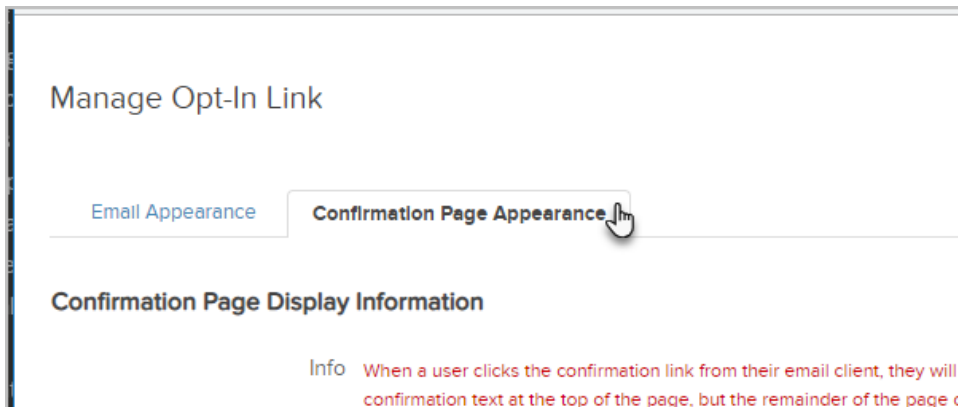 Manage Opt-In Link
Email Appearance
Confirmation Page Appearance
Confirmation Page Display Information
Info When a user clicks the confirmation link from their email client, they will
confirmation text at the top of the page, but the remainder of the page